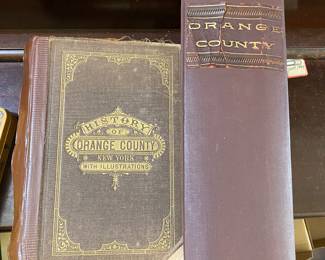 HISTORY
OF
ORANGE COUNTY
NEW YORK
WITH ILLUSTRATIONS
ORANGE
COUNTY